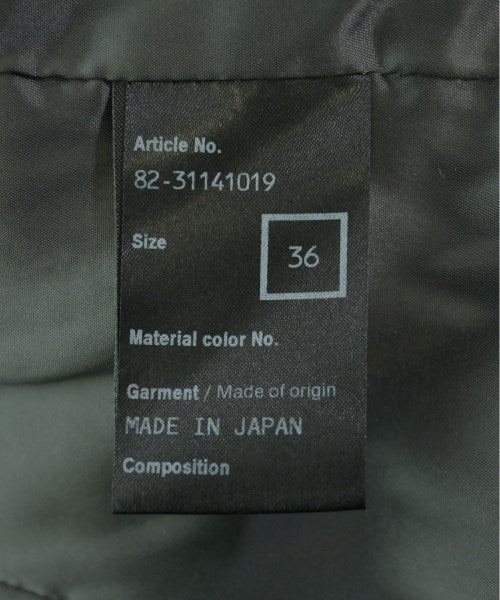 Article No.
82-31141019
Size
36
Material color No.
Garment / Made of origin
MADE IN JAPAN
Composition